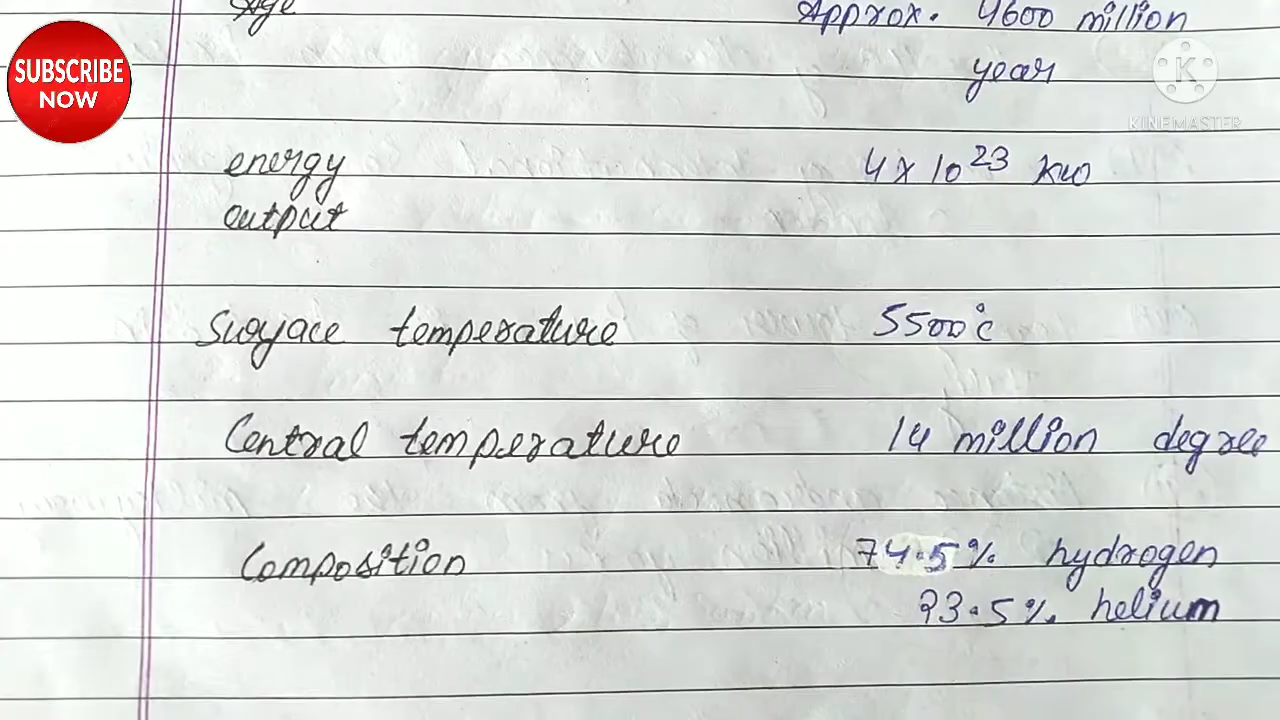 Age Approx. 4600 million
year
SUBSCRIBE
NOW
KINEMASTER
energy 4 x 10²³ kw
output
Surface temperature 5500°c
Central temperature 14 million degree
Composition 74.5% hydrogen
23.5% helium